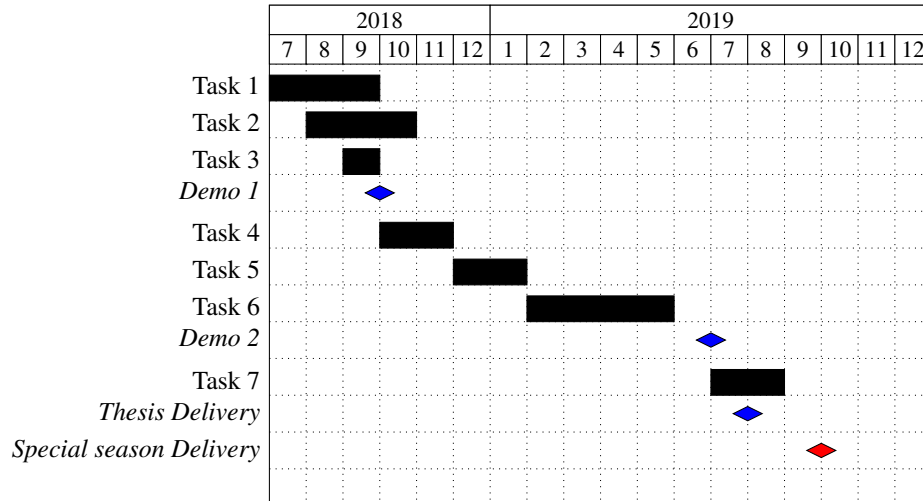 2018 2019
7 8 9 10 11 12 1 2 3 4 5 6 7 8 9 10 11 12
Task 1
Task 2
Task 3
Demo 1
Task 4
Task 5
Task 6
Demo 2
Task 7
Thesis Delivery
Special season Delivery